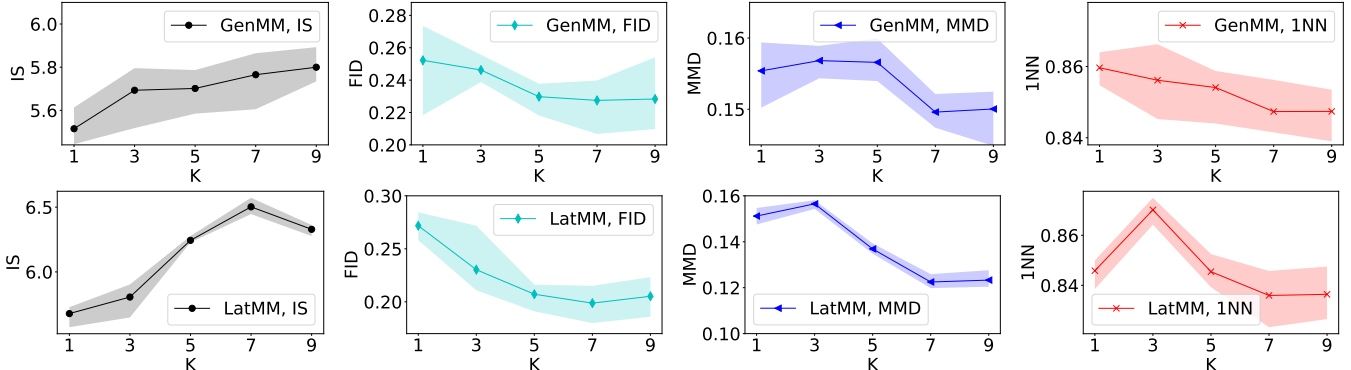 GenMM, IS
6.0
5.8
5.6
IS
1 3 5 7 9
K
GenMM, FID
0.28
0.26
0.24
0.22
0.20
FID
1 3 5 7 9
K
GenMM, MMD
0.16
0.15
MMD
1 3 5 7 9
K
GenMM, 1NN
0.86
0.84
1NN
1 3 5 7 9
K
LatMM, IS
6.5
6.0
IS
1 3 5 7 9
K
LatMM, FID
0.30
0.25
0.20
FID
1 3 5 7 9
K
LatMM, MMD
0.16
0.14
0.12
0.10
MMD
1 3 5 7 9
K
LatMM, 1NN
0.86
0.84
1NN
1 3 5 7 9
K